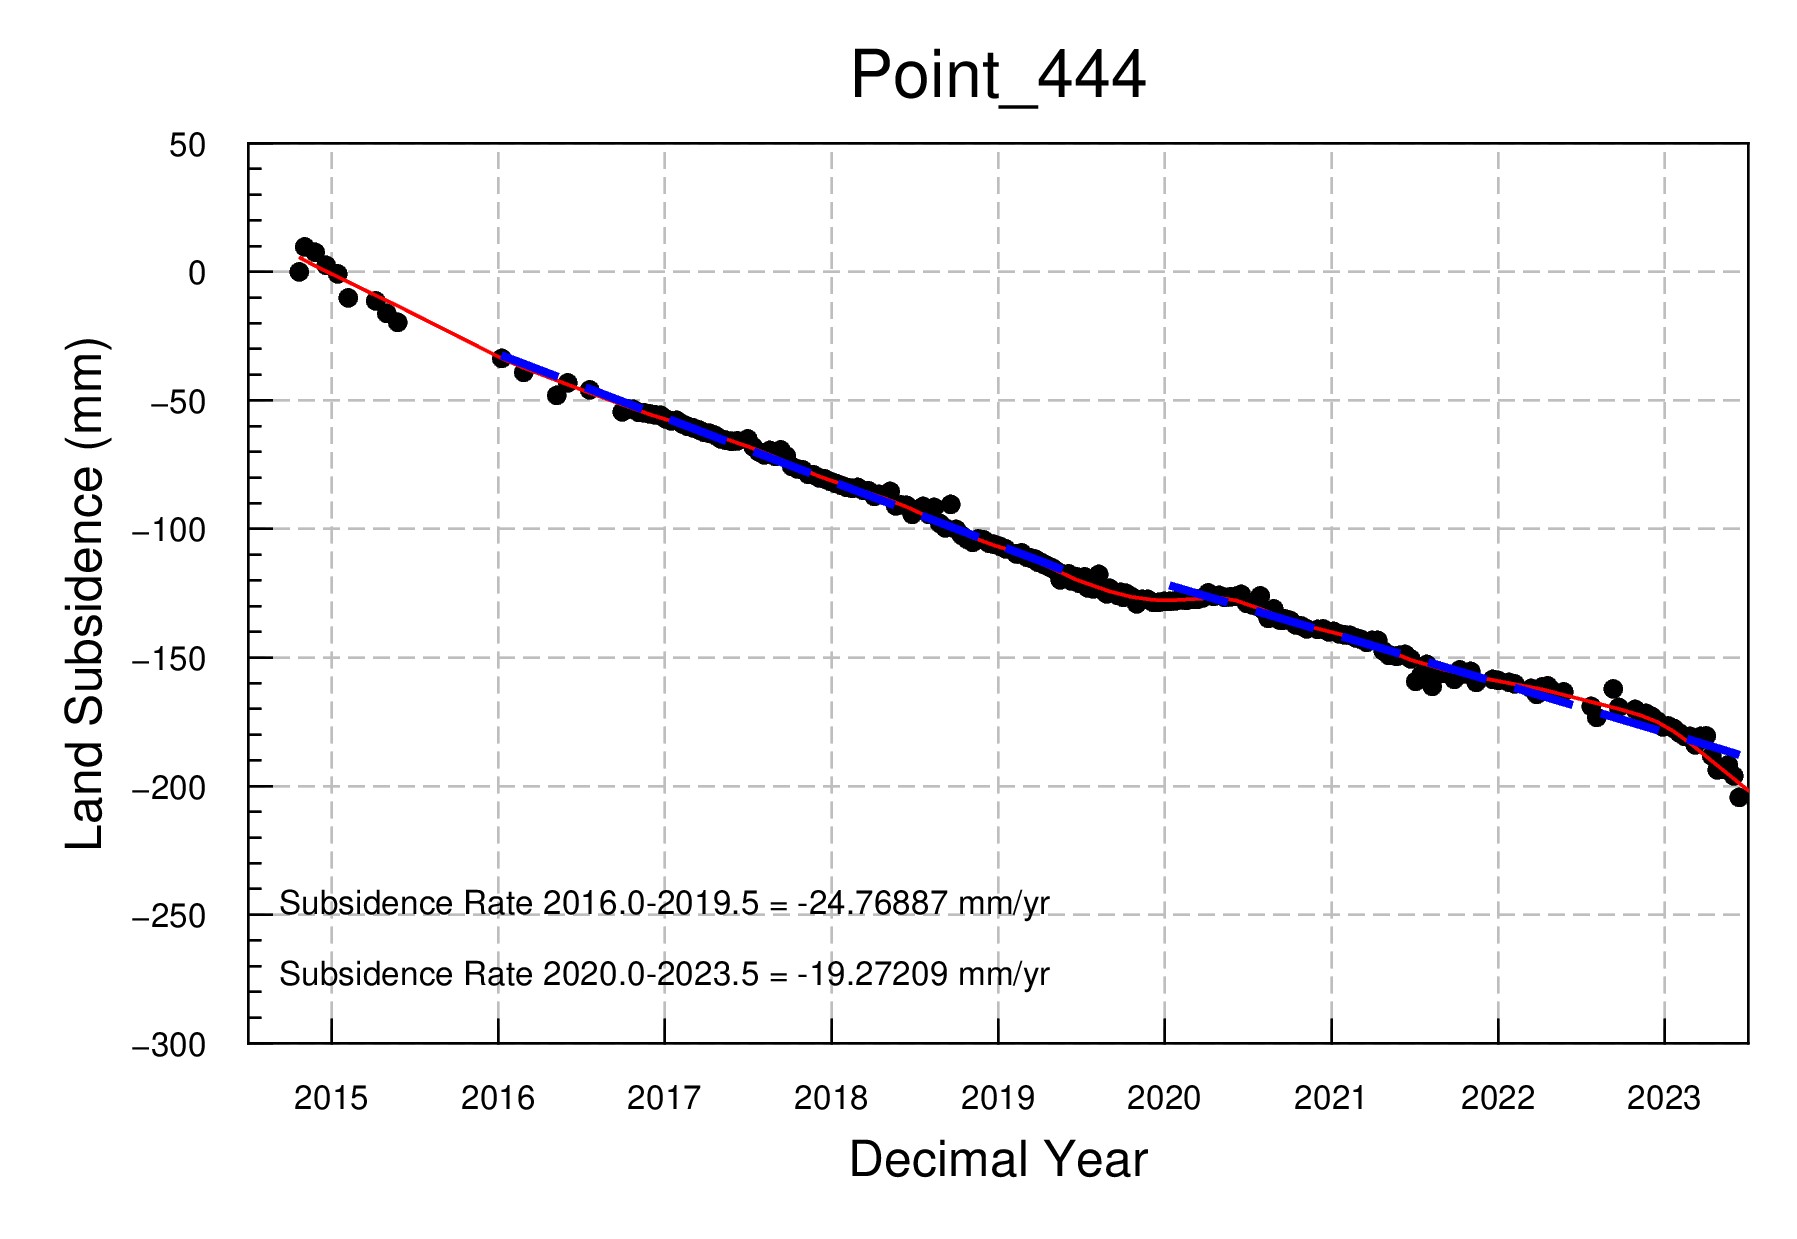 Point_444
50
0
−50
−100
−150
−200
−250
−300
Land Subsidence (mm)
Subsidence Rate 2016.0-2019.5 = -24.76887 mm/yr
Subsidence Rate 2020.0-2023.5 = -19.27209 mm/yr
2015 2016 2017 2018 2019 2020 2021 2022 2023
Decimal Year